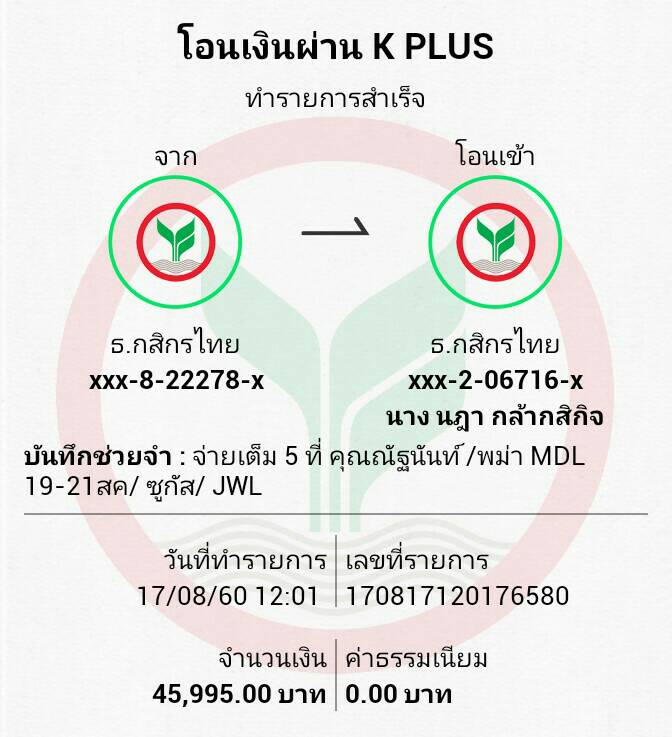 โอนเงินผ่าน K PLUS
ทำรายการสำเร็จ
จาก
โอนเข้า
ธ.กสิกรไทย
xxx-8-22278-x
ธ.กสิกรไทย
xxx-2-06716-x
นาง นฎา กล้ากสิกิจ
บันทึกช่วยจำ : จ่ายเต็ม 5 ที่ คุณณัฐนันท์ /พม่า MDL
19-21สค/ ซูกัส/ JWL
วันที่ทำรายการ
17/08/60 12:01
เลขที่รายการ
170817120176580
จำนวนเงิน
45,995.00 บาท
ค่าธรรมเนียม
0.00 บาท